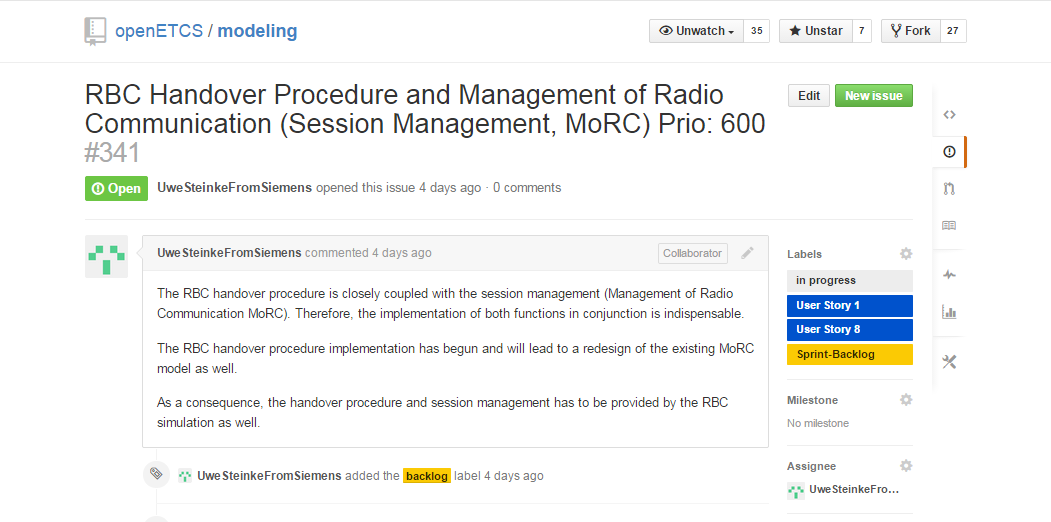 openETCS / modeling
Unwatch 35 Unstar 7 Fork 27
RBC Handover Procedure and Management of Radio
Communication (Session Management, MoRC) Prio: 600
#341
Edit New issue
Open UweSteinkeFromSiemens opened this issue 4 days ago · 0 comments
UweSteinkeFromSiemens commented 4 days ago Collaborator
The RBC handover procedure is closely coupled with the session management (Management of Radio
Communication MoRC). Therefore, the implementation of both functions in conjunction is indispensable.
The RBC handover procedure implementation has begun and will lead to a redesign of the existing MoRC
model as well.
As a consequence, the handover procedure and session management has to be provided by the RBC
simulation as well.
UweSteinkeFromSiemens added the backlog label 4 days ago
Labels
in progress
User Story 1
User Story 8
Sprint-Backlog
Milestone
No milestone
Assignee
UweSteinkeFro...